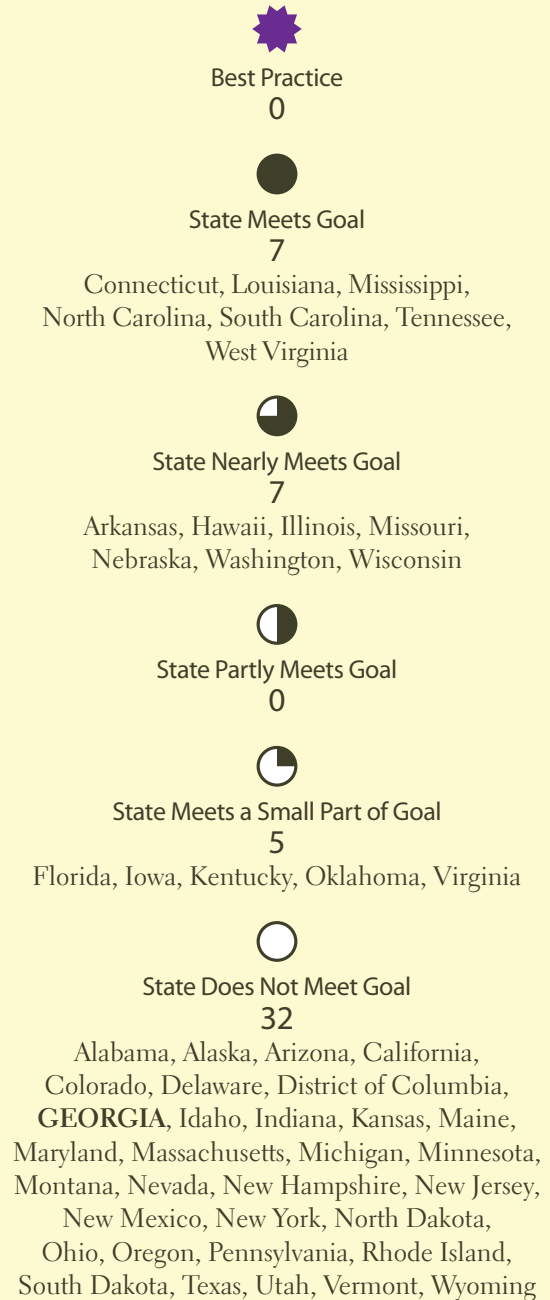 Best Practice
0
State Meets Goal
7
Connecticut, Louisiana, Mississippi,
North Carolina, South Carolina, Tennessee,
West Virginia
State Nearly Meets Goal
7
Arkansas, Hawaii, Illinois, Missouri,
Nebraska, Washington, Wisconsin
State Partly Meets Goal
0
State Meets a Small Part of Goal
5
Florida, Iowa, Kentucky, Oklahoma, Virginia
State Does Not Meet Goal
32
Alabama, Alaska, Arizona, California,
Colorado, Delaware, District of Columbia,
GEORGIA, Idaho, Indiana, Kansas, Maine,
Maryland, Massachusetts, Michigan, Minnesota,
Montana, Nevada, New Hampshire, New Jersey,
New Mexico, New York, North Dakota,
Ohio, Oregon, Pennsylvania, Rhode Island,
South Dakota, Texas, Utah, Vermont, Wyoming